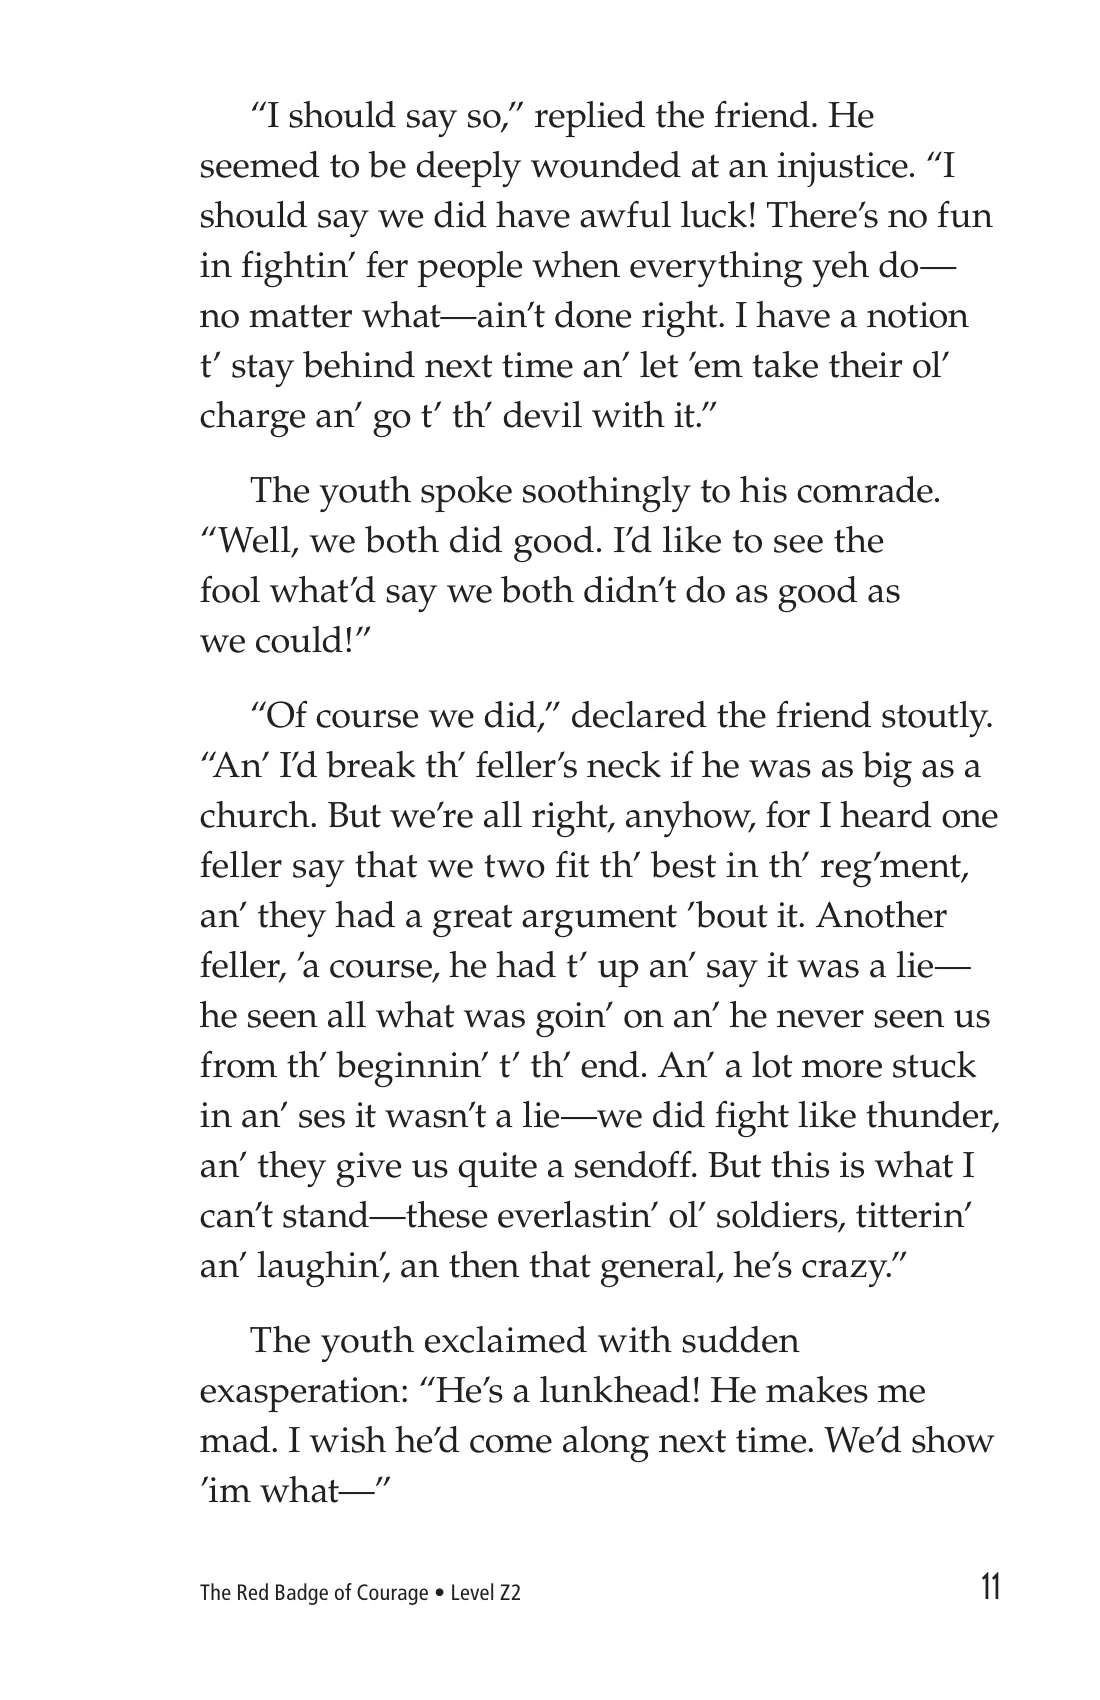 “I should say so,” replied the friend. He
seemed to be deeply wounded at an injustice. “I
should say we did have awful luck! There’s no fun
in fightin’ fer people when everything yeh do—
no matter what—ain’t done right. I have a notion
t’ stay behind next time an’ let ’em take their ol’
charge an’ go t’ th’ devil with it.”
The youth spoke soothingly to his comrade.
“Well, we both did good. I’d like to see the
fool what’d say we both didn’t do as good as
we could!”
“Of course we did,” declared the friend stoutly.
“An’ I’d break th’ feller’s neck if he was as big as a
church. But we’re all right, anyhow, for I heard one
feller say that we two fit th’ best in th’ reg’ment,
an’ they had a great argument ’bout it. Another
feller, ’a course, he had t’ up an’ say it was a lie—
he seen all what was goin’ on an’ he never seen us
from th’ beginnin’ t’ th’ end. An’ a lot more stuck
in an’ ses it wasn’t a lie—we did fight like thunder,
an’ they give us quite a sendoff. But this is what I
can’t stand—these everlastin’ ol’ soldiers, titterin’
an’ laughin’, an then that general, he’s crazy.”
The youth exclaimed with sudden
exasperation: “He’s a lunkhead! He makes me
mad. I wish he’d come along next time. We’d show
’im what—”
The Red Badge of Courage • Level Z2
11